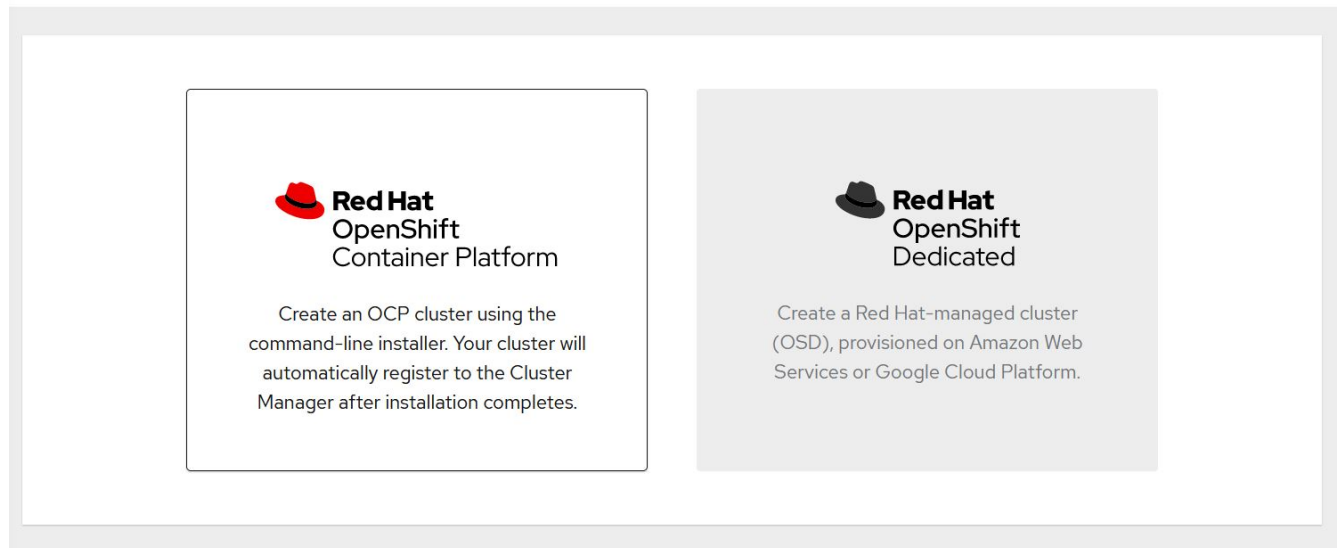 Red Hat
OpenShift
Container Platform
Create an OCP cluster using the
command-line installer. Your cluster will
automatically register to the Cluster
Manager after installation completes.
Red Hat
OpenShift
Dedicated
Create a Red Hat-managed cluster
(OSD), provisioned on Amazon Web
Services or Google Cloud Platform.